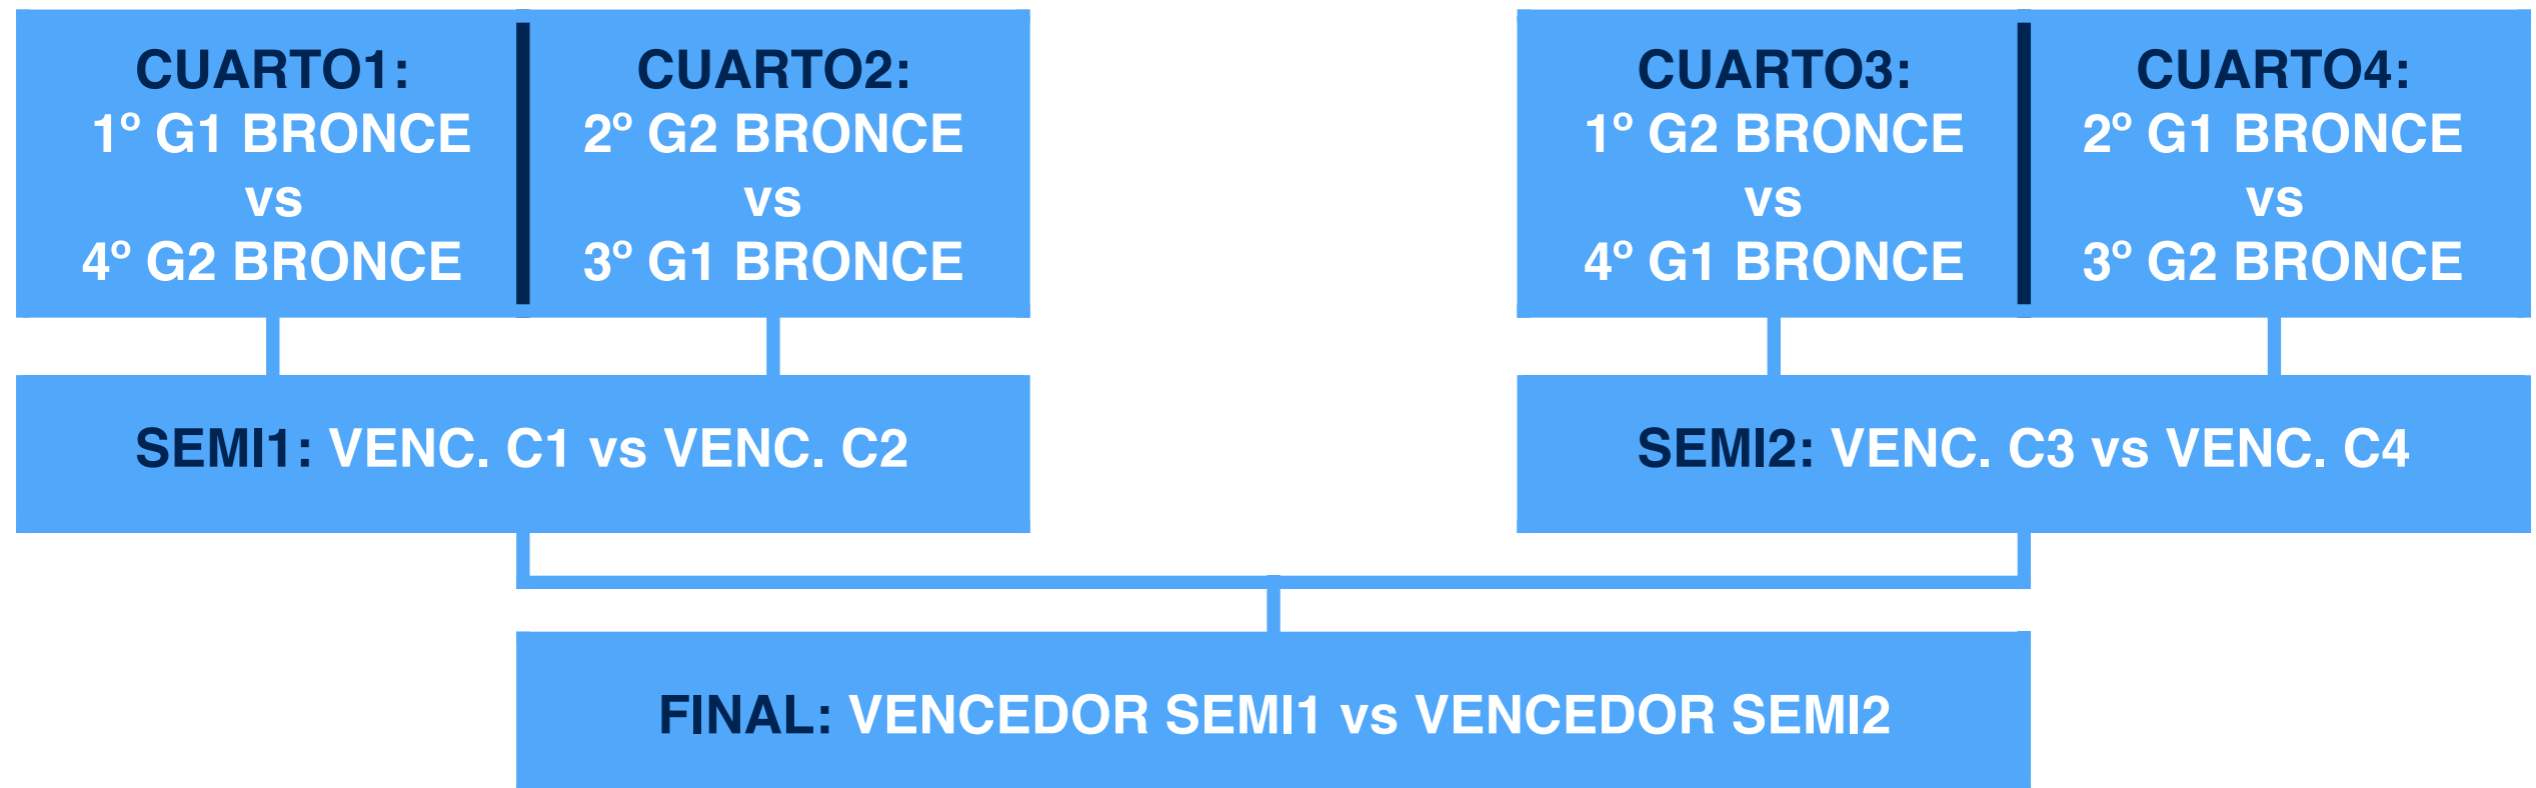 CUARTO1:
1º G1 BRONCE
vs
4º G2 BRONCE
CUARTO2:
2º G2 BRONCE
vs
3º G1 BRONCE
CUARTO3:
1º G2 BRONCE
vs
4º G1 BRONCE
CUARTO4:
2º G1 BRONCE
vs
3º G2 BRONCE
SEMI1: VENC. C1 vs VENC. C2
SEMI2: VENC. C3 vs VENC. C4
FINAL: VENCEDOR SEMI1 vs VENCEDOR SEMI2